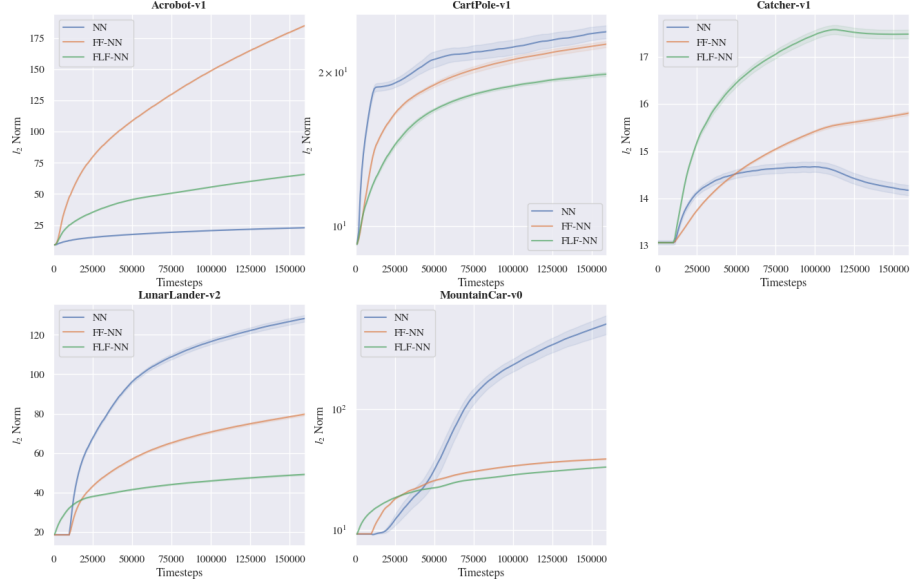 Acrobot-v1
NN
FF-NN
FLF-NN
175
150
125
100
75
50
25
l2 Norm
0 25000 50000 75000 100000 125000 150000
Timesteps
CartPole-v1
2 × 10^1
10^1
l2 Norm
NN
FF-NN
FLF-NN
0 25000 50000 75000 100000 125000 150000
Timesteps
Catcher-v1
NN
FF-NN
FLF-NN
17
16
15
14
13
l2 Norm
0 25000 50000 75000 100000 125000 150000
Timesteps
LunarLander-v2
NN
FF-NN
FLF-NN
120
100
80
60
40
20
l2 Norm
0 25000 50000 75000 100000 125000 150000
Timesteps
MountainCar-v0
NN
FF-NN
FLF-NN
10^2
10^1
l2 Norm
0 25000 50000 75000 100000 125000 150000
Timesteps